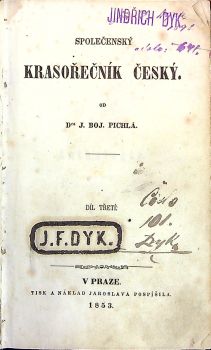 JINDŘICH DYK
SPOLEČENSKÝ
KRASOŘEČNÍK ČESKÝ.
OD
Dra J. BOJ. PICHLA.
DÍL TŘETÍ
Číslo
101.
Dyk
J.F.DYK.
V PRAZE.
TISK A NÁKLAD JAROSLAVA POSPÍŠILA.
1853.